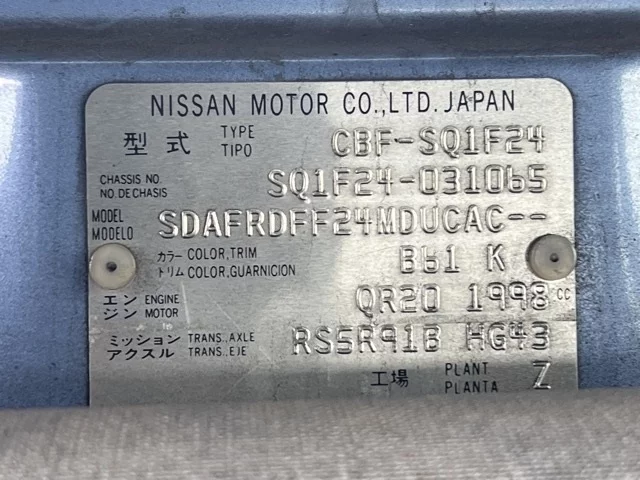 NISSAN MOTOR CO.,LTD. JAPAN
型式 TYPE TIPO CBF-SQ1F24
CHASSIS NO. NO. DE CHASIS SQ1F24-031065
MODEL MODELO SDAFRDFF24MDUCAC--
カラー COLOR, TRIM トリム COLOR, GUARNICION B61 K
エンジン ENGINE MOTOR QR20 1998 cc
ミッション TRANS., AXLE アクスル TRANS., EJE RS5R91B HG43
工場 PLANT PLANTA Z